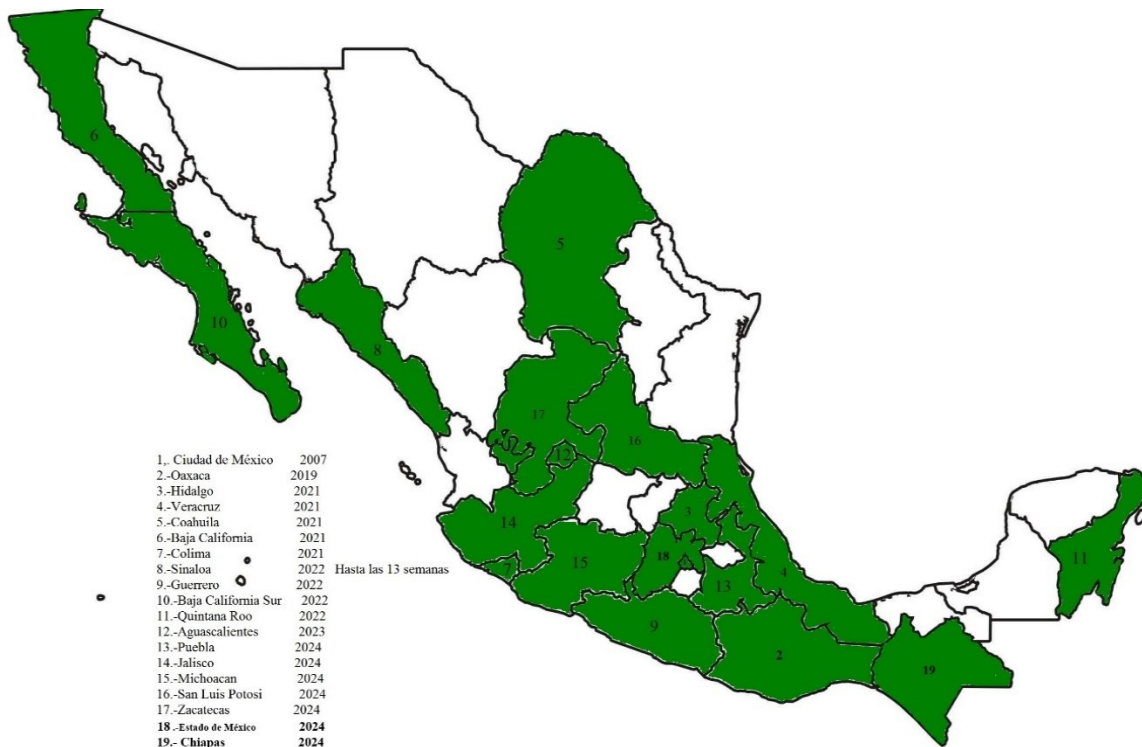 6
5
10
8
17
12
16
14
7
15
3
18
1
13
4
9
2
19
11
1,. Ciudad de México 2007
2.-Oaxaca 2019
3.-Hidalgo 2021
4.-Veracruz 2021
5.-Coahuila 2021
6.-Baja California 2021
7.-Colima 2021
8.-Sinaloa 2022 Hasta las 13 semanas
9.-Guerrero 2022
10.-Baja California Sur 2022
11.-Quintana Roo 2022
12.-Aguascalientes 2023
13.-Puebla 2024
14.-Jalisco 2024
15.-Michoacan 2024
16.-San Luis Potosi 2024
17.-Zacatecas 2024
18.-Estado de México 2024
19.- Chiapas 2024